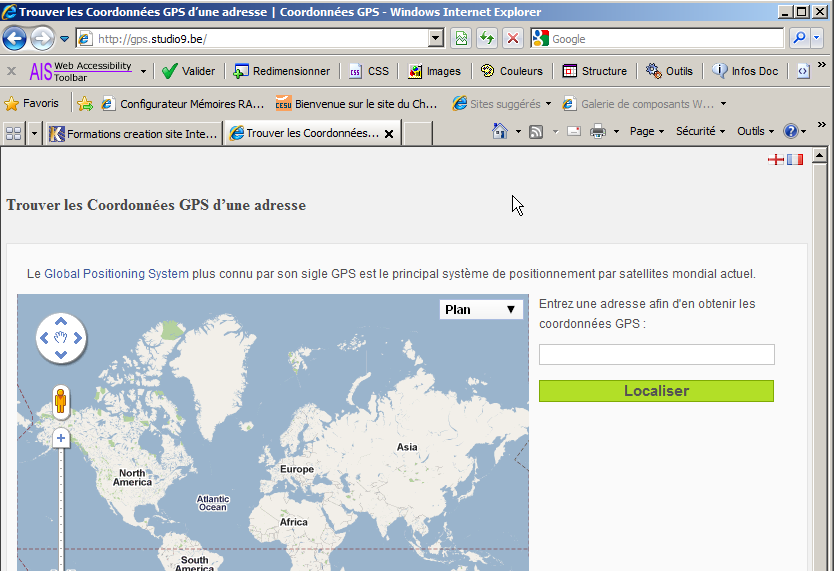 Trouver les Coordonnées GPS d'une adresse | Coordonnées GPS - Windows Internet Explorer
http://gps.studio9.be/
Google
x AIS Web Accessibility Toolbar Valider Redimensionner CSS Images Couleurs Structure Outils Infos Doc »
Favoris Configurateur Mémoires RA... CESU Bienvenue sur le site du Ch... Sites suggérés Galerie de composants W...
Formations creation site Inte... Trouver les Coordonnées... Page Sécurité Outils »
Trouver les Coordonnées GPS d'une adresse
Le Global Positioning System plus connu par son sigle GPS est le principal système de positionnement par satellites mondial actuel.
Plan
Entrez une adresse afin d'en obtenir les
coordonnées GPS :
Localiser
Asia
Europe
North
America
Atlantic
Ocean
Africa
South
America